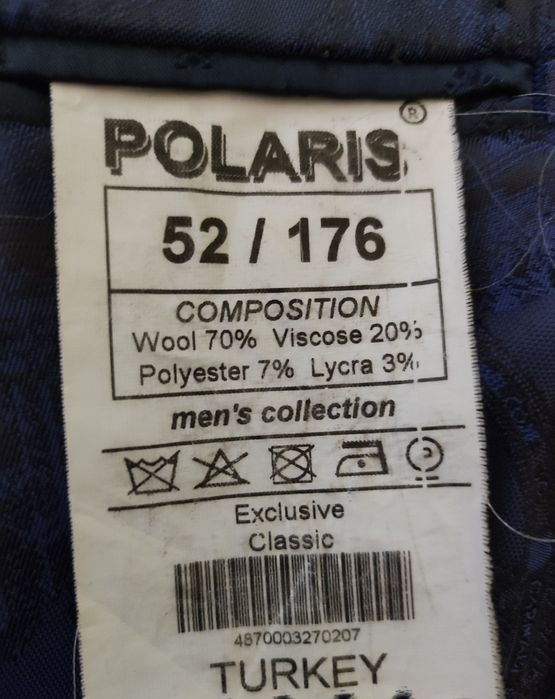 POLARIS®
52 / 176
COMPOSITION
Wool 70% Viscose 20%
Polyester 7% Lycra 3%
men's collection
Exclusive
Classic
4870003270207
TURKEY